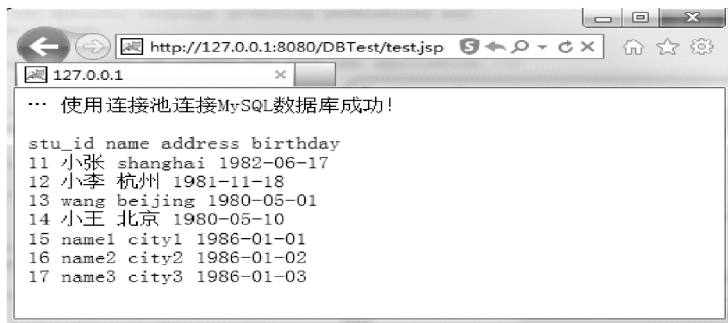 http://127.0.0.1:8080/DBTest/test.jsp
127.0.0.1
… 使用连接池连接MySQL数据库成功!
stu_id name address birthday
11 小张 shanghai 1982-06-17
12 小李 杭州 1981-11-18
13 wang beijing 1980-05-01
14 小王 北京 1980-05-10
15 name1 city1 1986-01-01
16 name2 city2 1986-01-02
17 name3 city3 1986-01-03